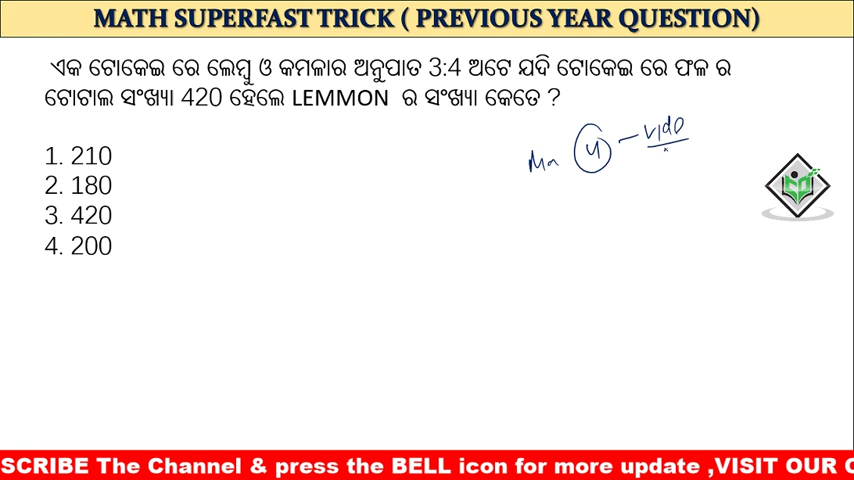 MATH SUPERFAST TRICK ( PREVIOUS YEAR QUESTION)
ଏକ ଟୋକେଇ ରେ ଲେମ୍ବୁ ଓ କମଳାର ଅନୁପାତ 3:4 ଅଟେ ଯଦି ଟୋକେଇ ରେ ଫଳ ର
ଟୋଟାଲ ସଂଖ୍ୟା 420 ହେଲେ LEMMON ର ସଂଖ୍ୟା କେତେ ?
1. 210
2. 180
3. 420
4. 200
SCRIBE The Channel & press the BELL icon for more update ,VISIT OUR